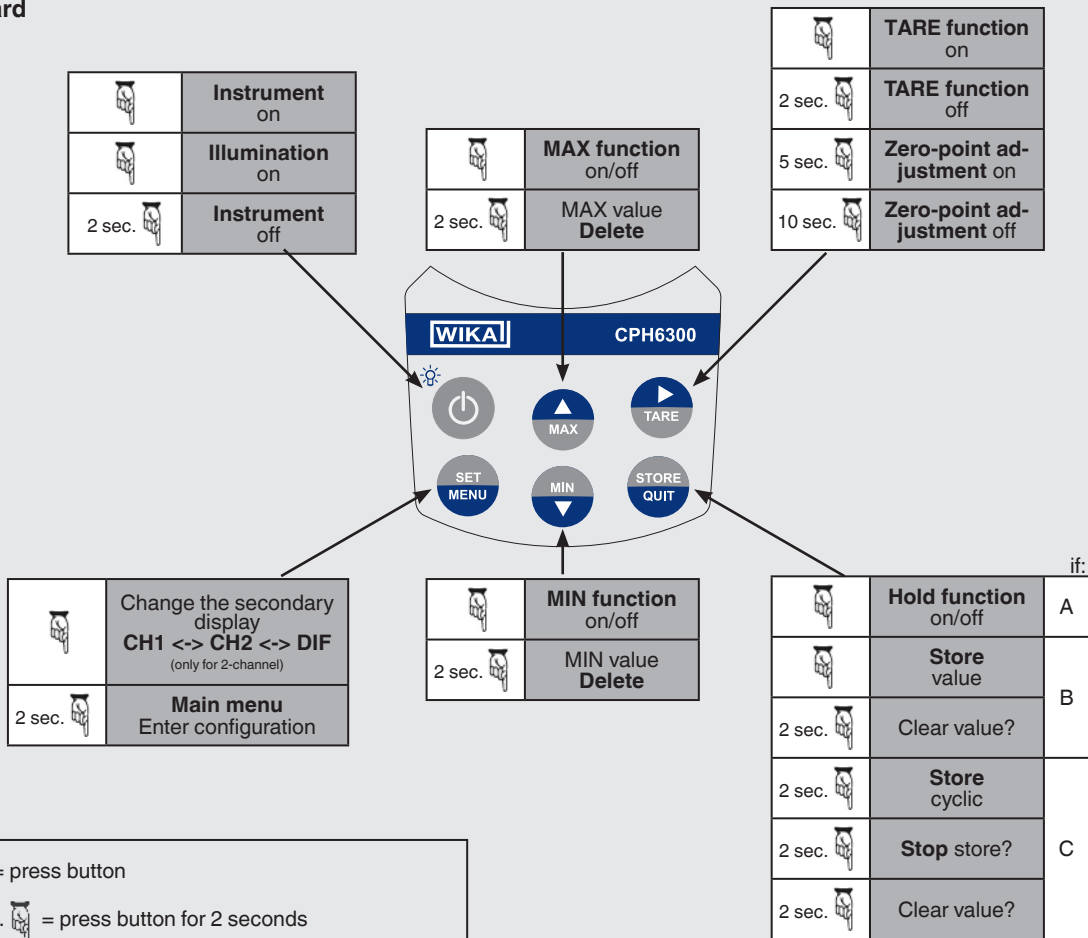 ard
Instrument
on
Illumination
on
2 sec.
Instrument
off
MAX function
on/off
2 sec.
MAX value
Delete
TARE function
on
2 sec.
TARE function
off
5 sec.
Zero-point ad-
justment on
10 sec.
Zero-point ad-
justment off
WIKAI
CPH6300
MAX
TARE
SET
MENU
MIN
STORE
QUIT
Change the secondary
display
CH1 <-> CH2 <-> DIF
(only for 2-channel)
2 sec.
Main menu
Enter configuration
MIN function
on/off
2 sec.
MIN value
Delete
if:
Hold function
on/off
A
Store
value
B
2 sec.
Clear value?
2 sec.
Store
cyclic
2 sec.
Stop store?
C
2 sec.
Clear value?
= press button
. = press button for 2 seconds